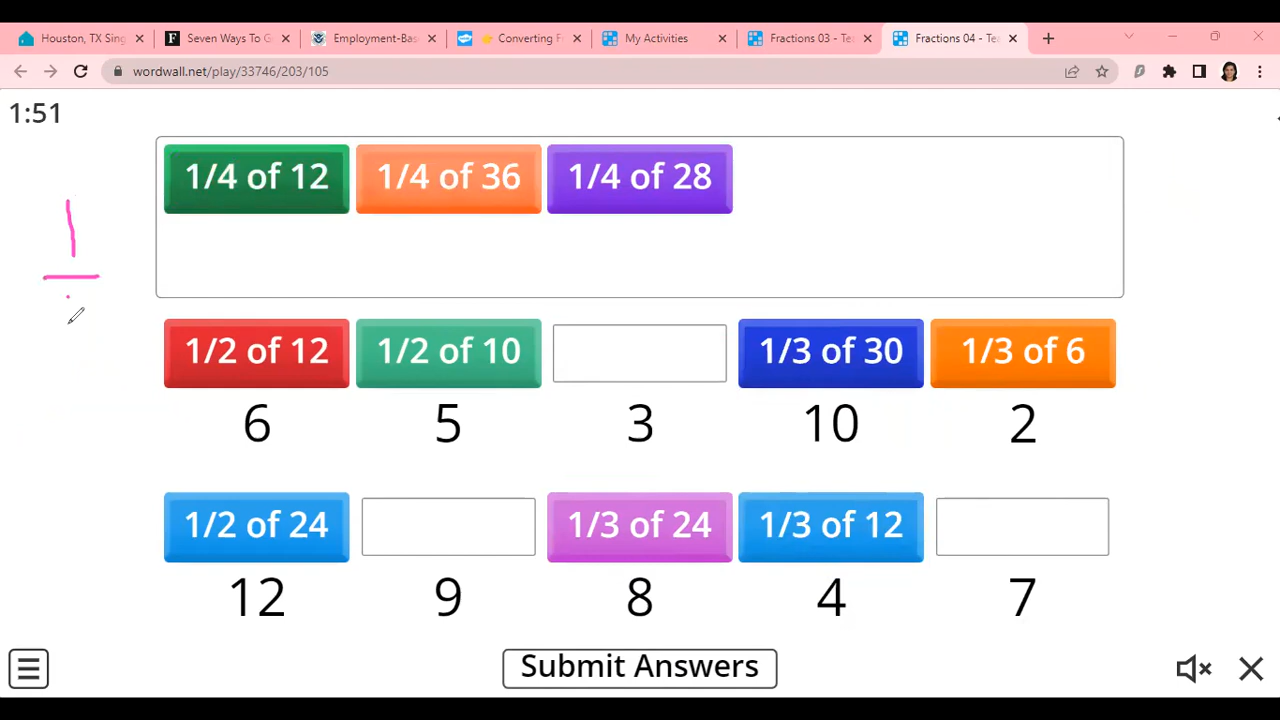 Houston, TX Sing
Seven Ways To G
Employment-Bas
👉 Converting F
My Activities
Fractions 03 - Tea
Fractions 04 - Tea
wordwall.net/play/33746/203/105
1:51
1/4 of 12 1/4 of 36 1/4 of 28
1
1/2 of 12 1/2 of 10 1/3 of 30 1/3 of 6
6 5 3 10 2
1/2 of 24 1/3 of 24 1/3 of 12
12 9 8 4 7
Submit Answers